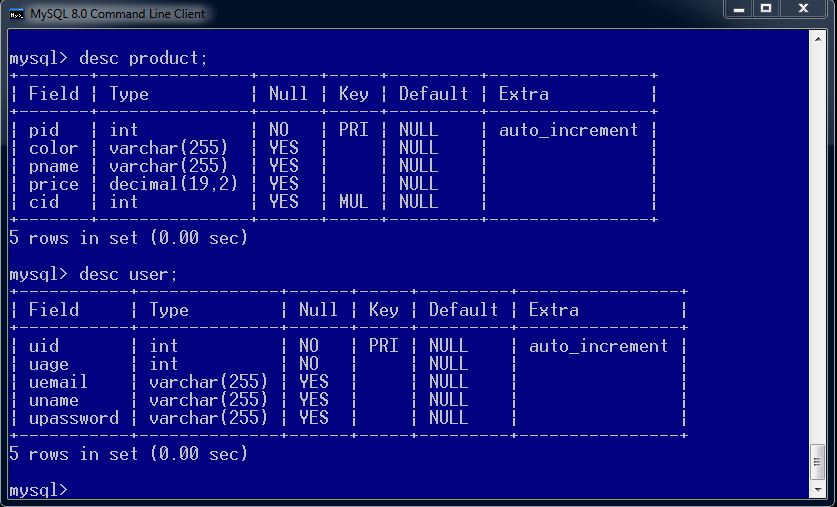 MySQL 8.0 Command Line Client
mysql> desc product;
+-------+---------------+------+-----+---------+----------------+
| Field | Type          | Null | Key | Default | Extra          |
+-------+---------------+------+-----+---------+----------------+
| pid   | int           | NO   | PRI | NULL    | auto_increment |
| color | varchar(255)  | YES  |     | NULL    |                |
| pname | varchar(255)  | YES  |     | NULL    |                |
| price | decimal(19,2) | YES  |     | NULL    |                |
| cid   | int           | YES  | MUL | NULL    |                |
+-------+---------------+------+-----+---------+----------------+
5 rows in set (0.00 sec)
mysql> desc user;
+-----------+--------------+------+-----+---------+----------------+
| Field     | Type         | Null | Key | Default | Extra          |
+-----------+--------------+------+-----+---------+----------------+
| uid       | int          | NO   | PRI | NULL    | auto_increment |
| uage      | int          | NO   |     | NULL    |                |
| uemail    | varchar(255) | YES  |     | NULL    |                |
| uname     | varchar(255) | YES  |     | NULL    |                |
| upassword | varchar(255) | YES  |     | NULL    |                |
+-----------+--------------+------+-----+---------+----------------+
5 rows in set (0.00 sec)
mysql>